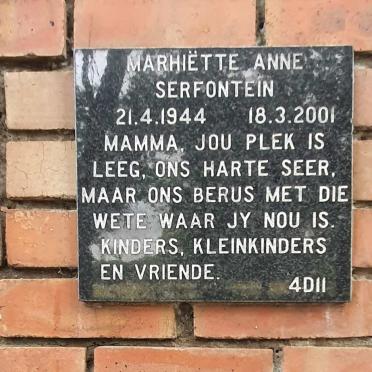 MARHIËTTE ANNE
SERFONTEIN
21.4.1944 18.3.2001
MAMMA, JOU PLEK IS
LEEG, ONS HARTE SEER,
MAAR ONS BERUS MET DIE
WETE WAAR JY NOU IS.
KINDERS, KLEINKINDERS
EN VRIENDE.
4D11